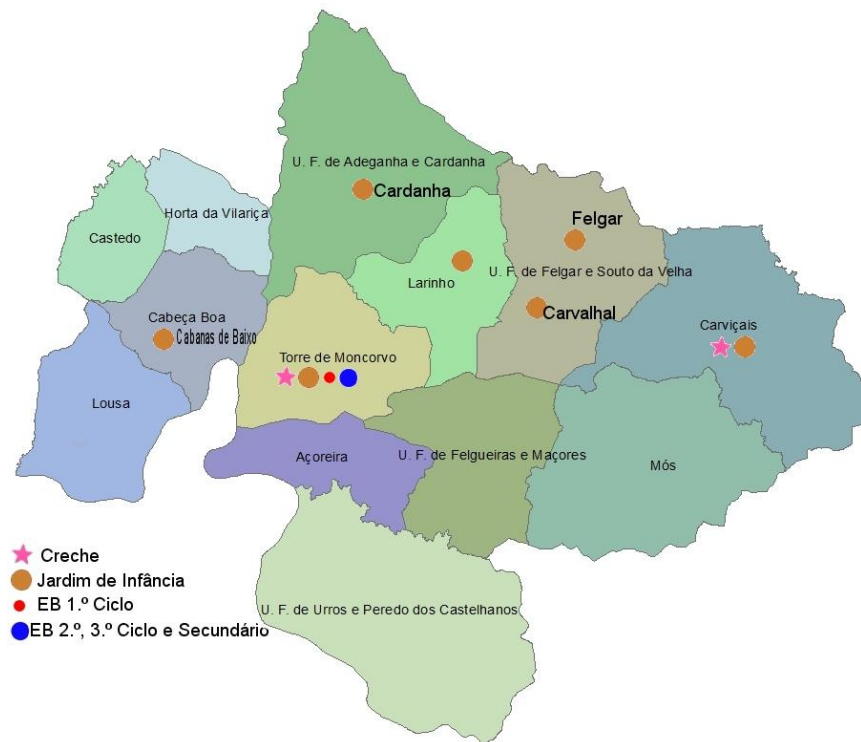 U. F. de Adeganha e Cardanha
Cardanha
Horta da Vilariça
Castedo
Felgar
U. F. de Felgar e Souto da Velha
Larinho
Carvalhal
Cabeça Boa
Cabanas de Baixo
Carviçais
Torre de Moncorvo
Lousa
Açoreira
U. F. de Felgueiras e Maçores
Mós
Creche
Jardim de Infância
EB 1.º Ciclo
EB 2.º, 3.º Ciclo e Secundário
U. F. de Urros e Peredo dos Castelhanos